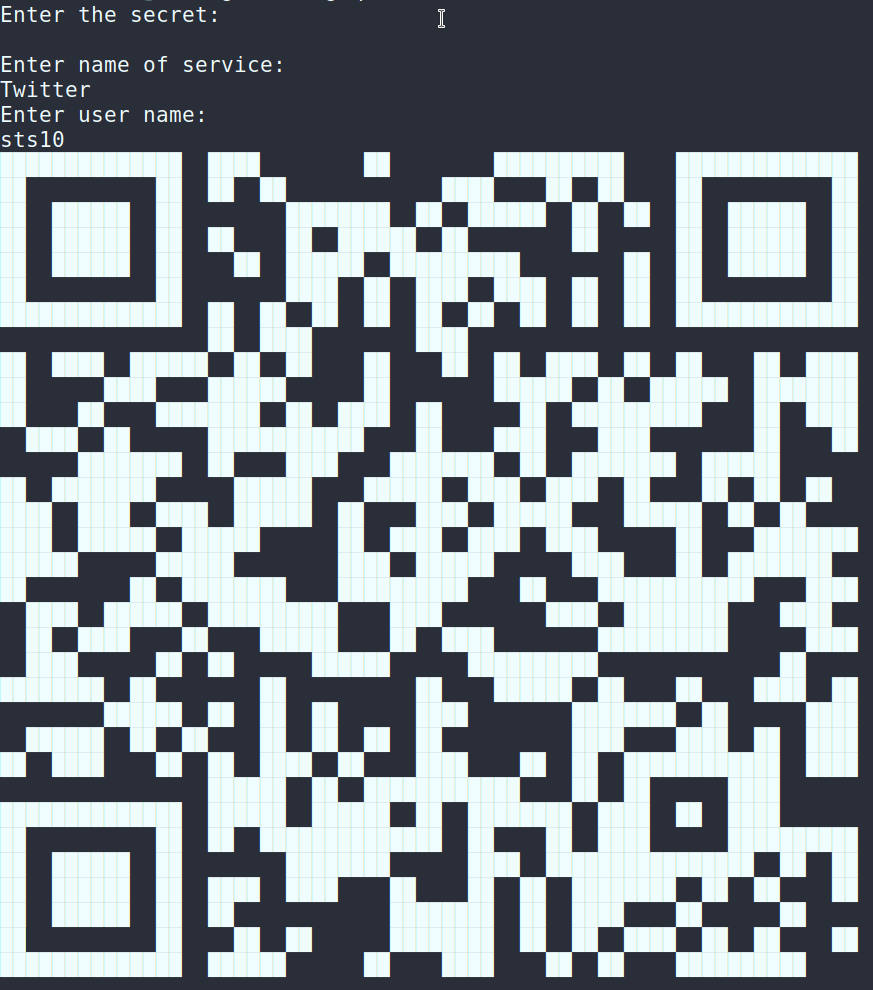 Enter the secret:
Enter name of service:
Twitter
Enter user name:
sts10